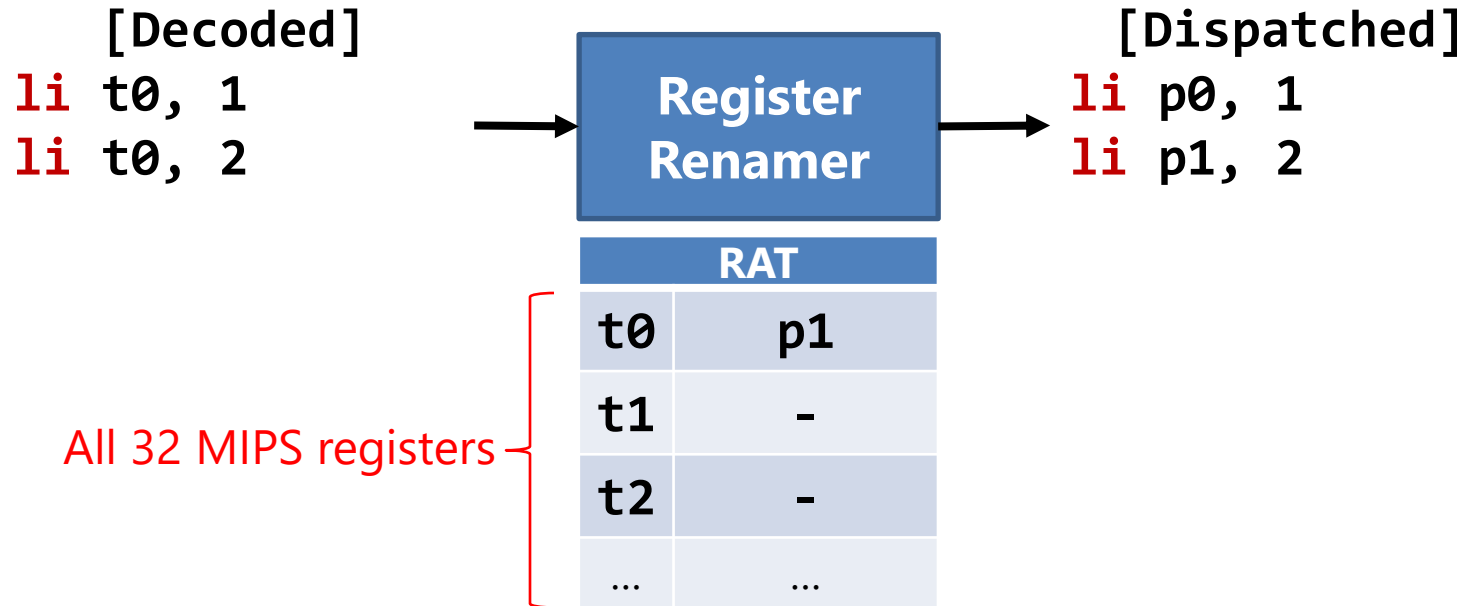 [Decoded]
li t0, 1
li t0, 2
Register
Renamer
[Dispatched]
li p0, 1
li p1, 2
RAT
t0 p1
t1 -
t2 -
... ...
All 32 MIPS registers